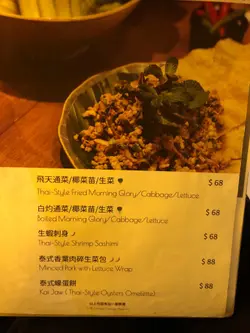 飛天通菜/椰菜苗/生菜 $ 68
Thai-Style Fried Morning Glory/Cabbage/Lettuce
白灼通菜/椰菜苗/生菜 $ 68
Boiled Morning Glory/Cabbage/Lettuce
生蝦刺身 $ 68
Thai-Style Shrimp Sashimi
泰式香葉肉碎生菜包 $ 88
Minced Pork with Lettuce Wrap
泰式蠔蛋餅 $ 88
Kai Jaw ( Thai-Style Oysters Omelette)